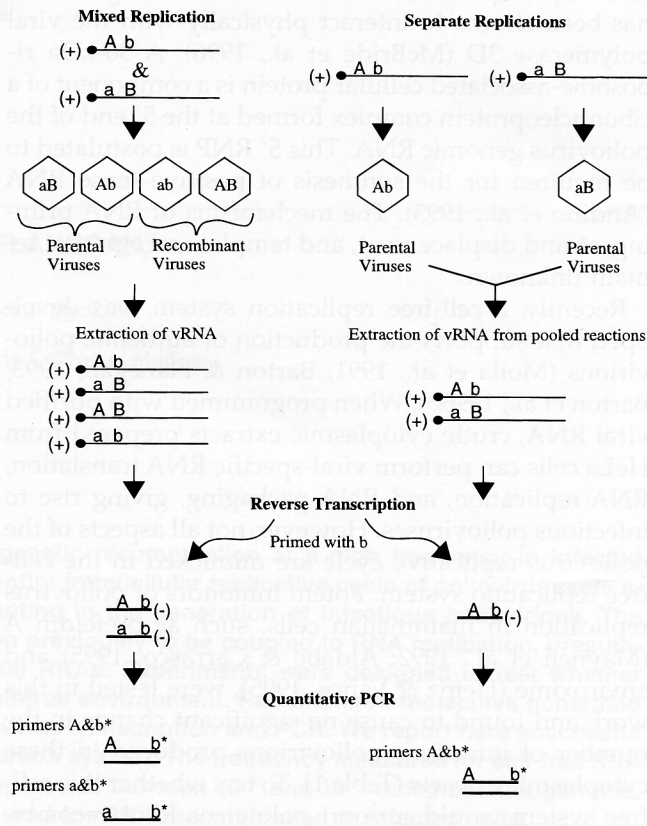 Mixed Replication
Separate Replications
(+) A b
&
(+) a B
(+) A b
(+) a B
aB Ab ab AB
Ab
aB
Parental Viruses
Recombinant Viruses
Parental Viruses
Parental Viruses
Extraction of vRNA
Extraction of vRNA from pooled reactions
(+) A b
(+) a B
(+) A B
(+) a b
(+) A b
(+) a B
Reverse Transcription
Primed with b
A b (-)
a b (-)
A b (-)
Quantitative PCR
primers A&b*
A b*
primers a&b*
a b*
primers A&b*
A b*